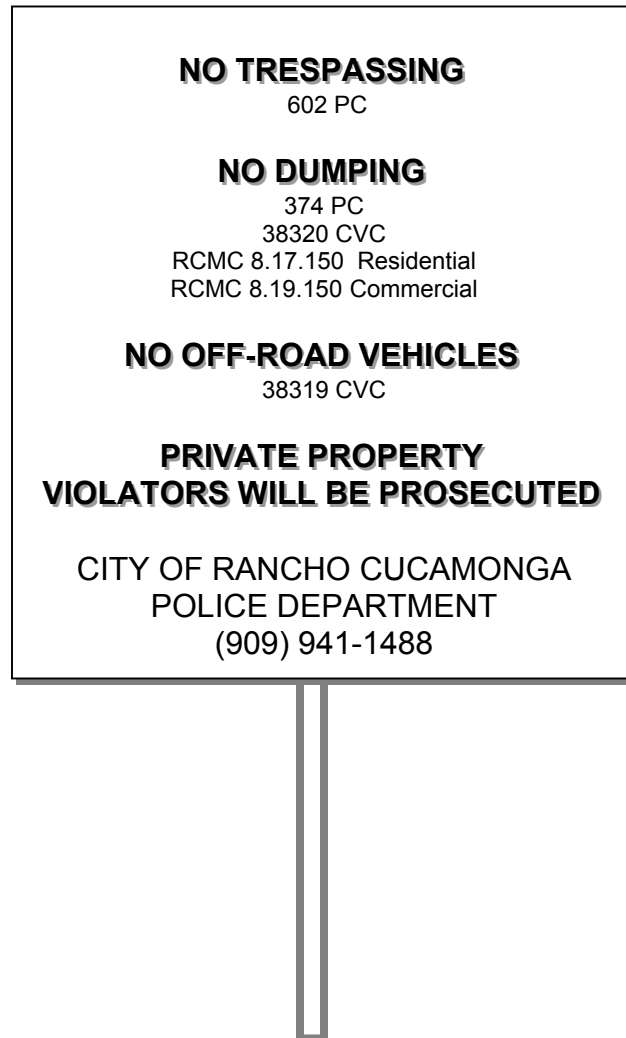 NO TRESPASSING
602 PC
NO DUMPING
374 PC
38320 CVC
RCMC 8.17.150 Residential
RCMC 8.19.150 Commercial
NO OFF-ROAD VEHICLES
38319 CVC
PRIVATE PROPERTY
VIOLATORS WILL BE PROSECUTED
CITY OF RANCHO CUCAMONGA
POLICE DEPARTMENT
(909) 941-1488